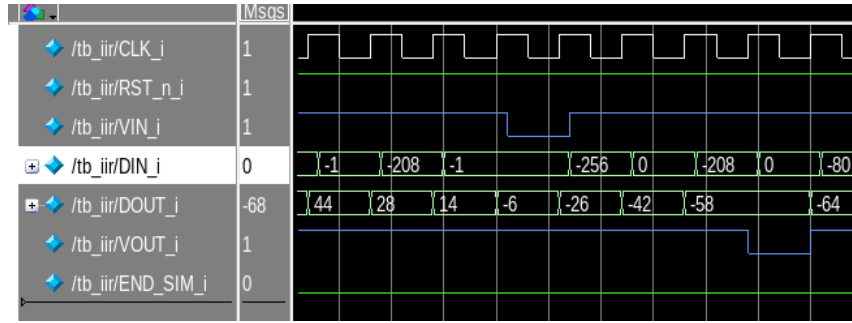 Msgs
/tb_iir/CLK_i 1
/tb_iir/RST_n_i 1
/tb_iir/VIN_i 1
/tb_iir/DIN_i 0 -1 -208 -1 -256 0 -208 0 -80
/tb_iir/DOUT_i -68 44 28 14 -6 -26 -42 -58 -64
/tb_iir/VOUT_i 1
/tb_iir/END_SIM_i 0